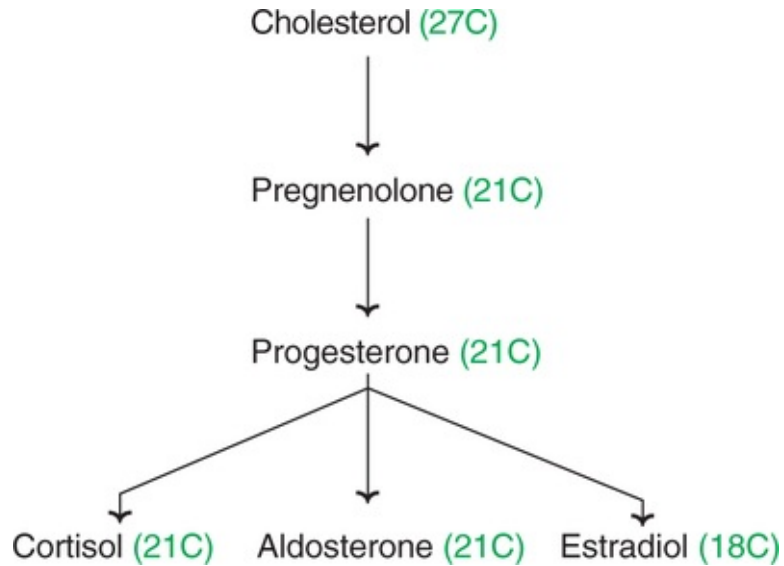 Cholesterol (27C)
Pregnenolone (21C)
Progesterone (21C)
Cortisol (21C) Aldosterone (21C) Estradiol (18C)